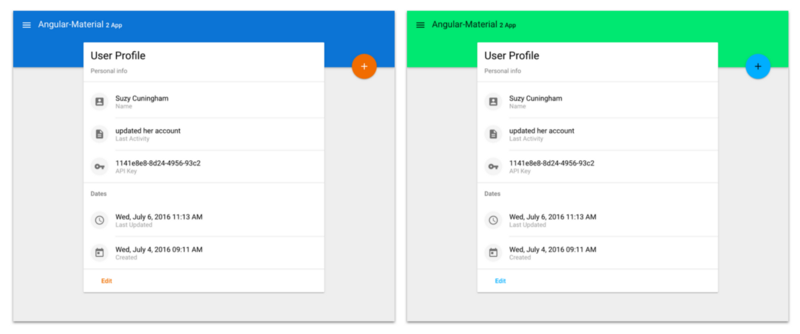 Angular-Material 2 App
User Profile
Personal info
Suzy Cuningham
Name
updated her account
Last Activity
1141e8e8-8d24-4956-93c2
API Key
Dates
Wed, July 6, 2016 11:13 AM
Last Updated
Wed, July 4, 2016 09:11 AM
Created
Edit
Angular-Material 2 App
User Profile
Personal info
Suzy Cuningham
Name
updated her account
Last Activity
1141e8e8-8d24-4956-93c2
API Key
Dates
Wed, July 6, 2016 11:13 AM
Last Updated
Wed, July 4, 2016 09:11 AM
Created
Edit